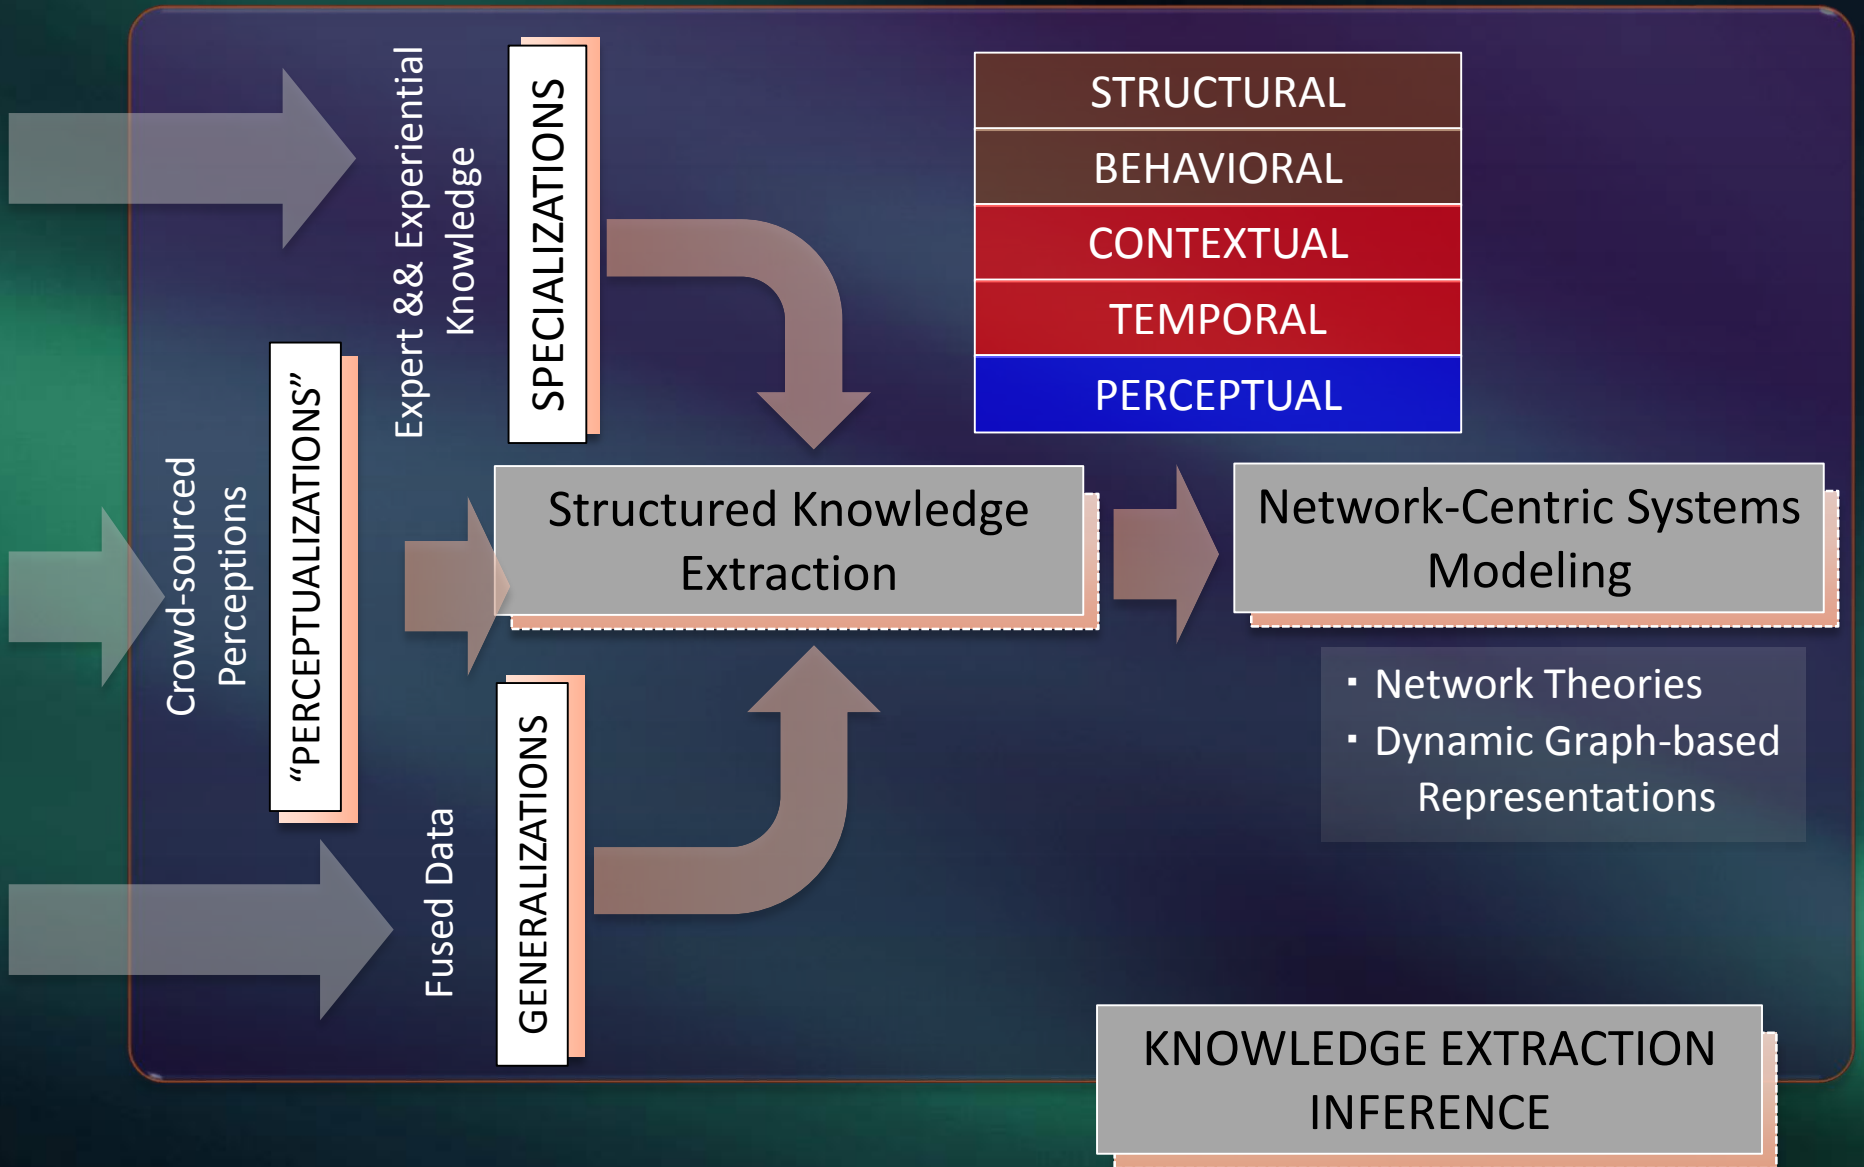 Expert && Experiential
Knowledge
SPECIALIZATIONS
STRUCTURAL
BEHAVIORAL
CONTEXTUAL
TEMPORAL
PERCEPTUAL
Crowd-sourced
Perceptions
“PERCEPTUALIZATIONS”
Structured Knowledge
Extraction
Network-Centric Systems
Modeling
▪ Network Theories
▪ Dynamic Graph-based
Representations
Fused Data
GENERALIZATIONS
KNOWLEDGE EXTRACTION
INFERENCE